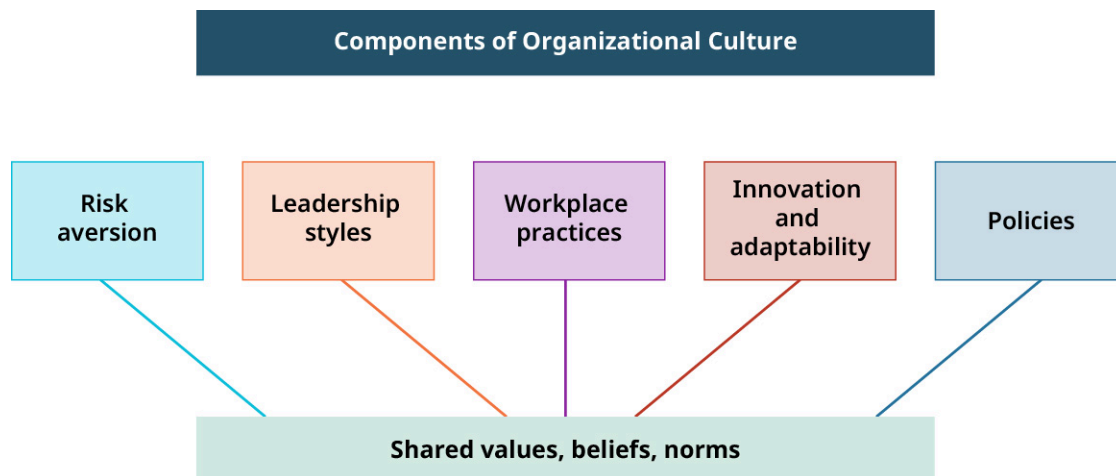 Components of Organizational Culture
Risk
aversion
Leadership
styles
Workplace
practices
Innovation
and
adaptability
Policies
Shared values, beliefs, norms